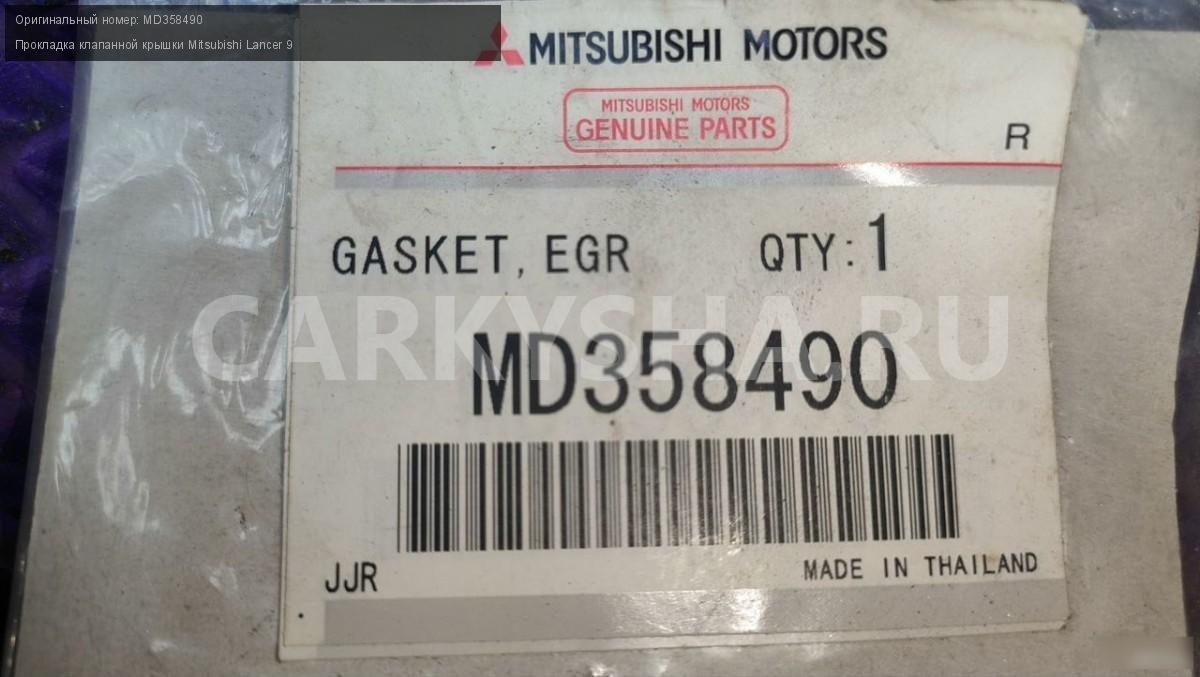 Оригинальный номер: MD358490
Прокладка клапанной крышки Mitsubishi Lancer 9
MITSUBISHI MOTORS
MITSUBISHI MOTORS
GENUINE PARTS
R
GASKET, EGR QTY: 1
CARKYSHA.RU
MD358490
JJR MADE IN THAILAND